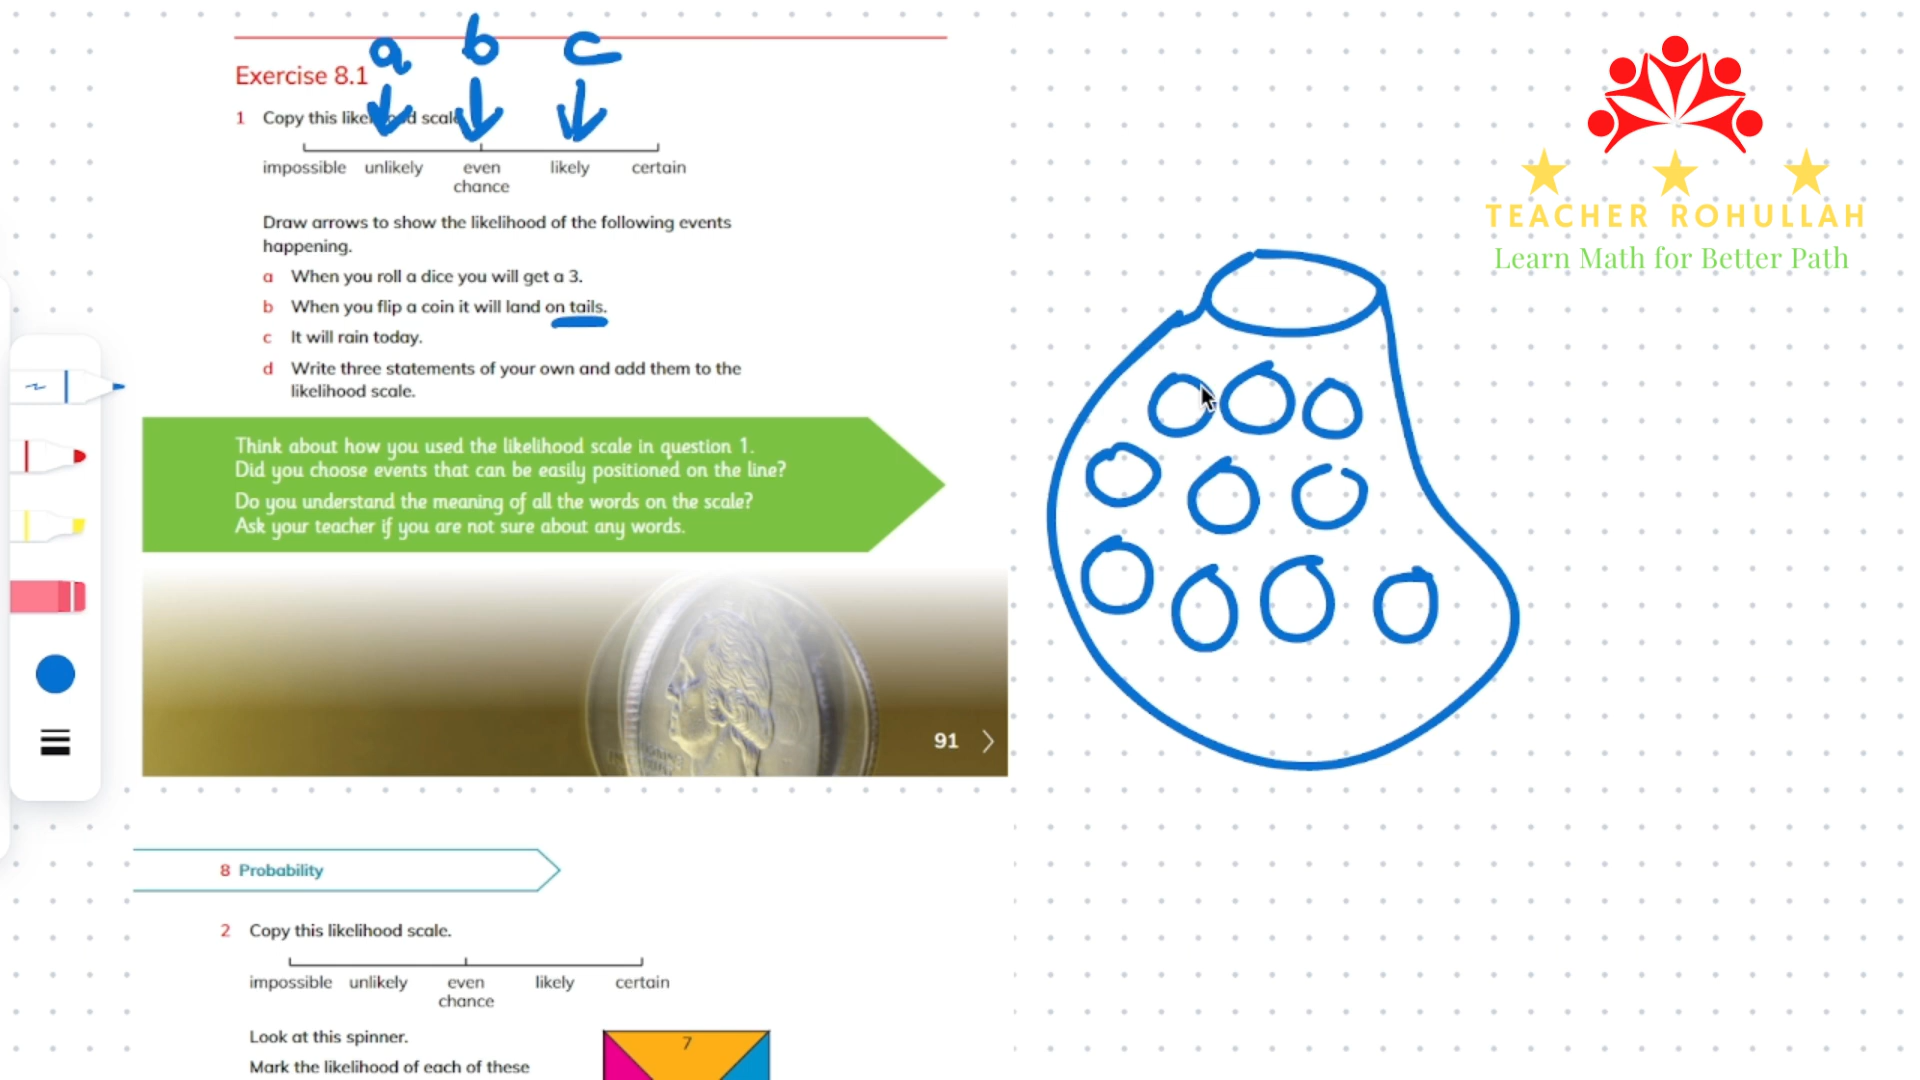 a b c
Exercise 8.1
1 Copy this likelihood scale
impossible unlikely even chance likely certain
Draw arrows to show the likelihood of the following events
happening.
a When you roll a dice you will get a 3.
b When you flip a coin it will land on tails.
c It will rain today.
d Write three statements of your own and add them to the
likelihood scale.
Think about how you used the likelihood scale in question 1.
Did you choose events that can be easily positioned on the line?
Do you understand the meaning of all the words on the scale?
Ask your teacher if you are not sure about any words.
91
8 Probability
2 Copy this likelihood scale.
impossible unlikely even chance likely certain
Look at this spinner.
Mark the likelihood of each of these
7
TEACHER ROHULLAH
Learn Math for Better Path